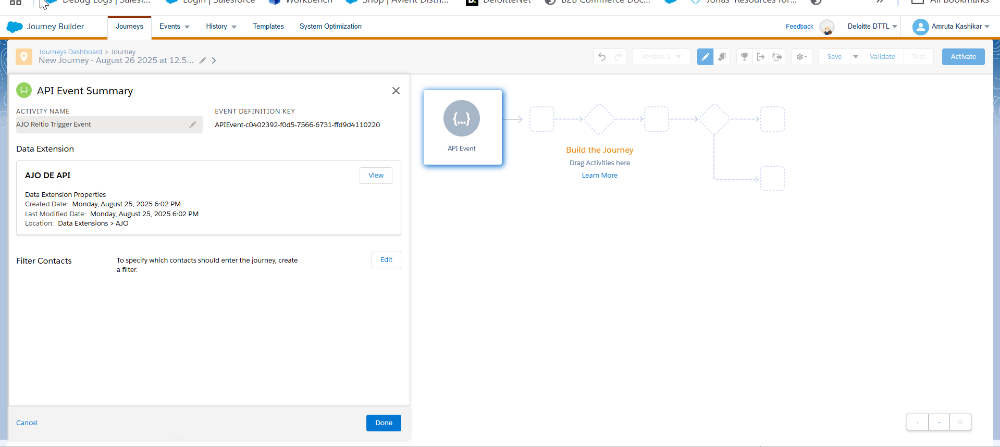 Debug Logs | Salesf...
Login | Salesforce
Workbench
Shop | Avient Distri...
D.
DeloitteNet
B2B Commerce Doc...
Jonas' Resources for...
All Bookmarks
Journey Builder
Journeys
Events
History
Templates
System Optimization
Feedback
Deloitte DTTL
Amruta Kashikar
Journeys Dashboard > Journey
New Journey - August 26 2025 at 12.5...
Version 1
Save
Validate
Test
Activate
{...} API Event Summary
ACTIVITY NAME
AJO Reltio Trigger Event
EVENT DEFINITION KEY
APIEvent-c0402392-f0d5-7566-6731-ffd9d4110220
Data Extension
AJO DE API
View
Data Extension Properties
Created Date: Monday, August 25, 2025 6:02 PM
Last Modified Date: Monday, August 25, 2025 6:02 PM
Location: Data Extensions > AJO
Filter Contacts
To specify which contacts should enter the journey, create
a filter.
Edit
Cancel
Done
{...}
API Event
Build the Journey
Drag Activities here
Learn More
+
-